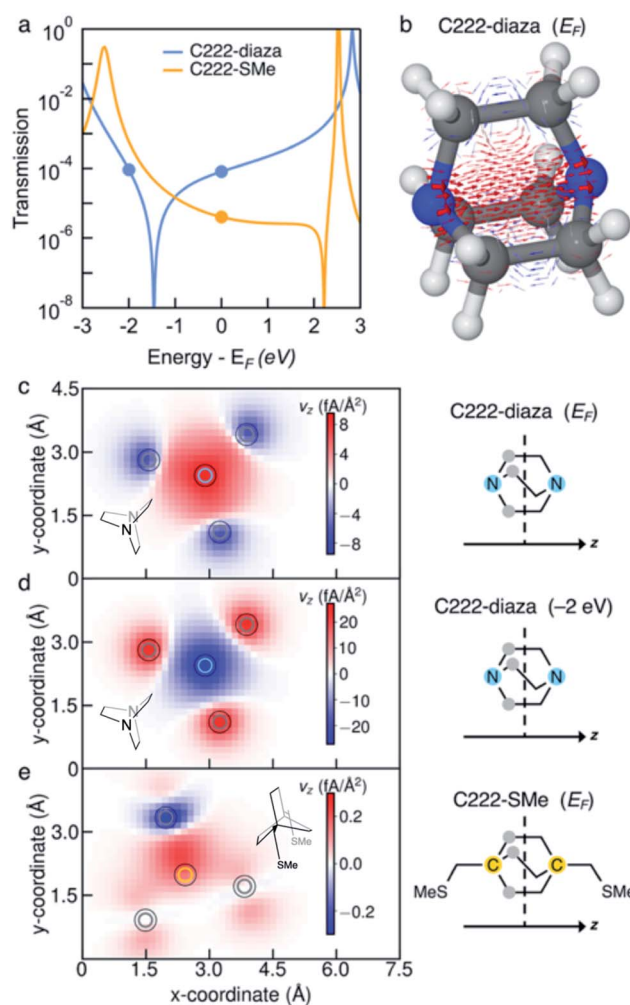 a
b C222-diaza (E_F)
C222-diaza
C222-SMe
Transmission
10^0
10^-2
10^-4
10^-6
10^-8
-3 -2 -1 0 1 2 3
Energy - E_F (eV)
c
4.5
3.0
1.5
0
y-coordinate (Å)
v_z (fA/Å²)
8
4
0
−4
−8
N
N
C222-diaza (E_F)
N N
z
d
3.0
1.5
0
y-coordinate (Å)
v_z (fA/Å²)
20
10
0
−10
−20
N
N
C222-diaza (−2 eV)
N N
z
e
3.0
1.5
0
y-coordinate (Å)
v_z (fA/Å²)
0.2
0.0
−0.2
SMe
SMe
C222-SMe (E_F)
C C
MeS
SMe
z
0 1.5 3.0 4.5 6.0 7.5
x-coordinate (Å)